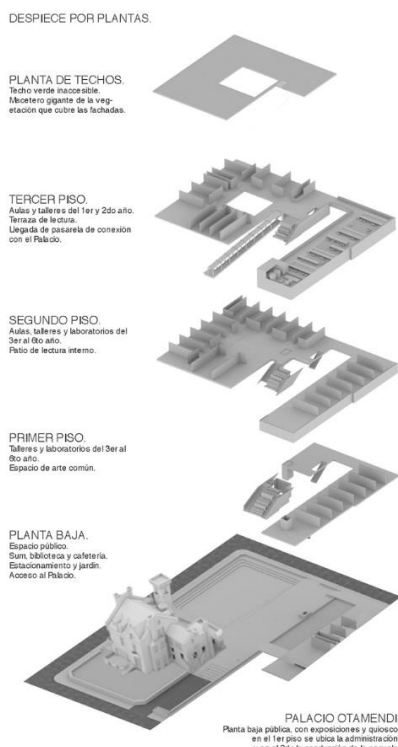 DESPIECE POR PLANTAS.
PLANTA DE TECHOS.
Techo verde inaccesible.
Macetero gigante de la veg-
etación que cubre las fachadas.
TERCER PISO.
Aulas y talleres del 1er y 2do año.
Terraza de lectura.
Llegada de pasarela de conexión
con el Palacio.
SEGUNDO PISO.
Aulas, talleres y laboratorios del
3er al 6to año.
Patio de lectura interno.
PRIMER PISO.
Talleres y laboratorios del 3er al
6to año.
Espacio de arte común.
PLANTA BAJA.
Espacio público.
Sum, biblioteca y cafetería.
Estacionamiento y jardín.
Acceso al Palacio.
PALACIO OTAMENDI
Planta baja pública, con exposiciones y quiosco
en el 1er piso se ubica la administración